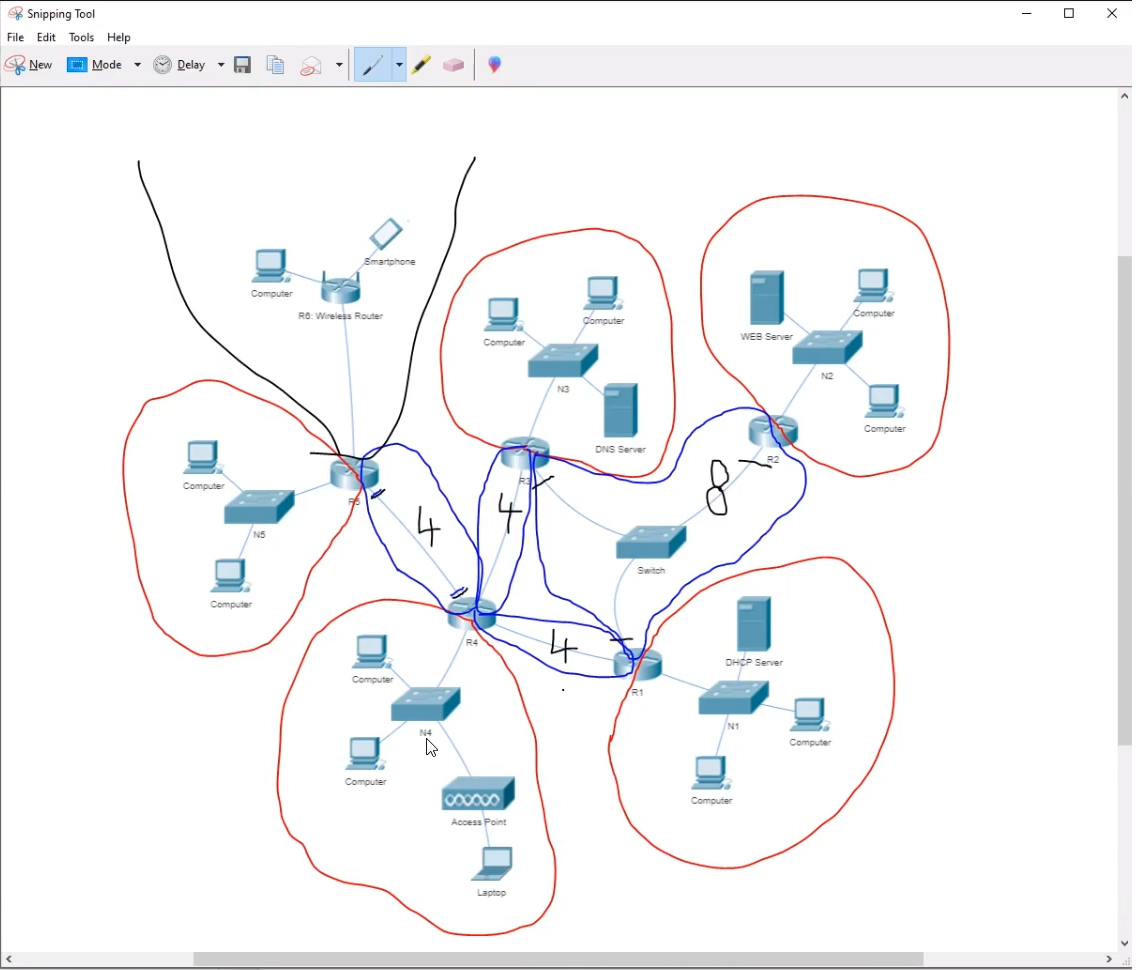 Snipping Tool
File Edit Tools Help
New Mode Delay
Smartphone
Computer
R6: Wireless Router
Computer
Computer
N3
DNS Server
WEB Server
Computer
N2
Computer
R2
8
R3
4
Switch
Computer
R5
N5
Computer
4
R4
4
R1
DHCP Server
N1
Computer
Computer
Computer
N4
Computer
Access Point
Laptop